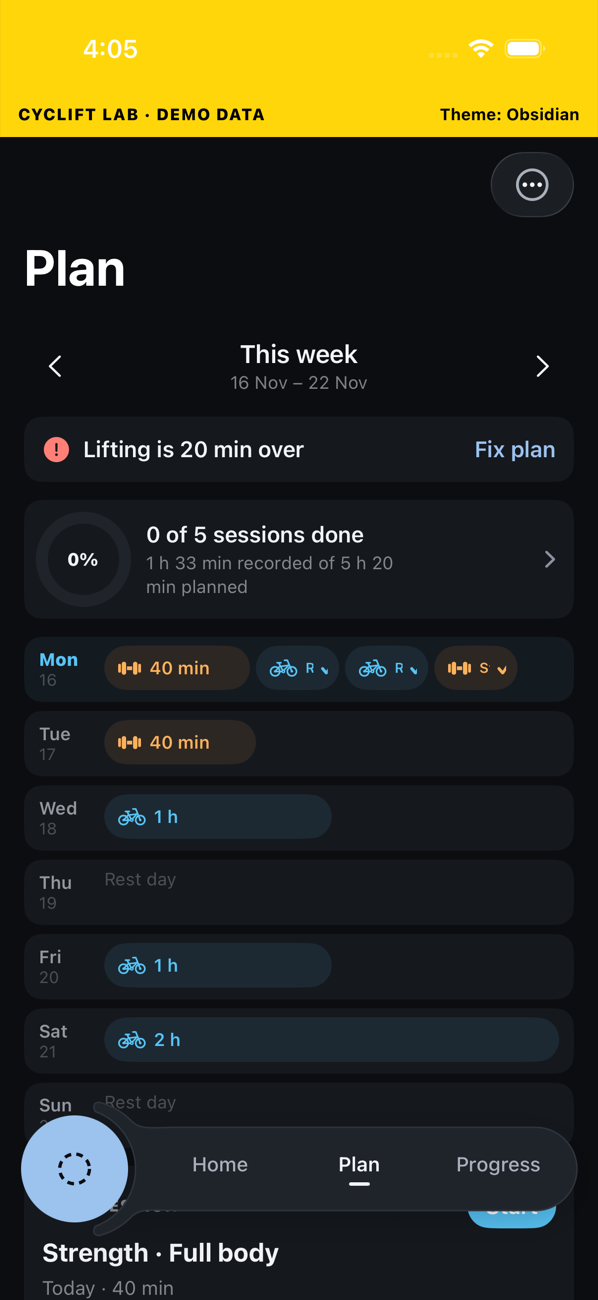 4:05
CYCLIFT LAB · DEMO DATA
Theme: Obsidian
Plan
This week
16 Nov – 22 Nov
Lifting is 20 min over
Fix plan
0%
0 of 5 sessions done
1 h 33 min recorded of 5 h 20
min planned
Mon
16
40 min
R
R
S
Tue
17
40 min
Wed
18
1 h
Thu
19
Rest day
Fri
20
1 h
Sat
21
2 h
Sun
Rest day
Home
Plan
Progress
Start
Strength · Full body
Today · 40 min